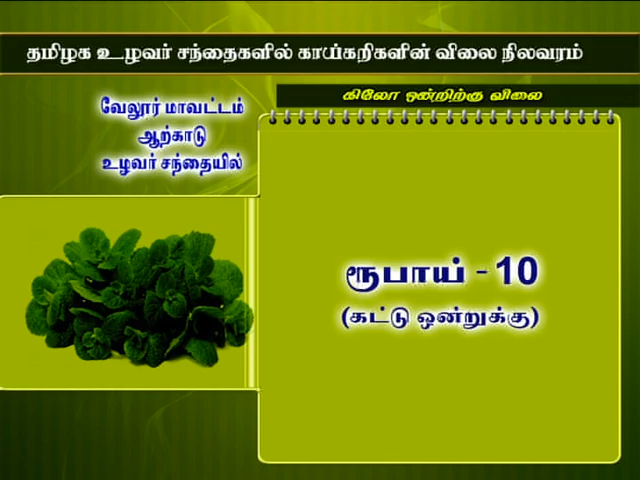 தமிழக உழவர் சந்தைகளில் காய்கறிகளின் விலை நிலவரம்
கிலோ ஒன்றிற்கு விலை
வேலூர் மாவட்டம்
ஆற்காடு
உழவர் சந்தையில்
ரூபாய் - 10
(கட்டு ஒன்றுக்கு)